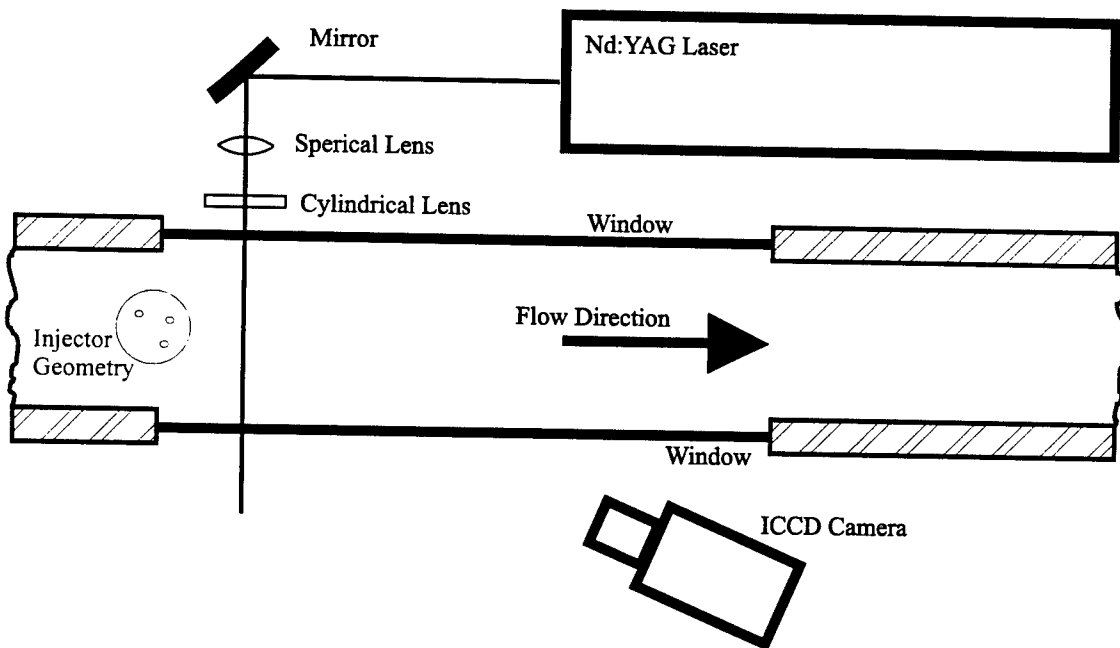 Mirror
Nd:YAG Laser
Sperical Lens
Cylindrical Lens
Window
Flow Direction
Injector
Geometry
Window
ICCD Camera